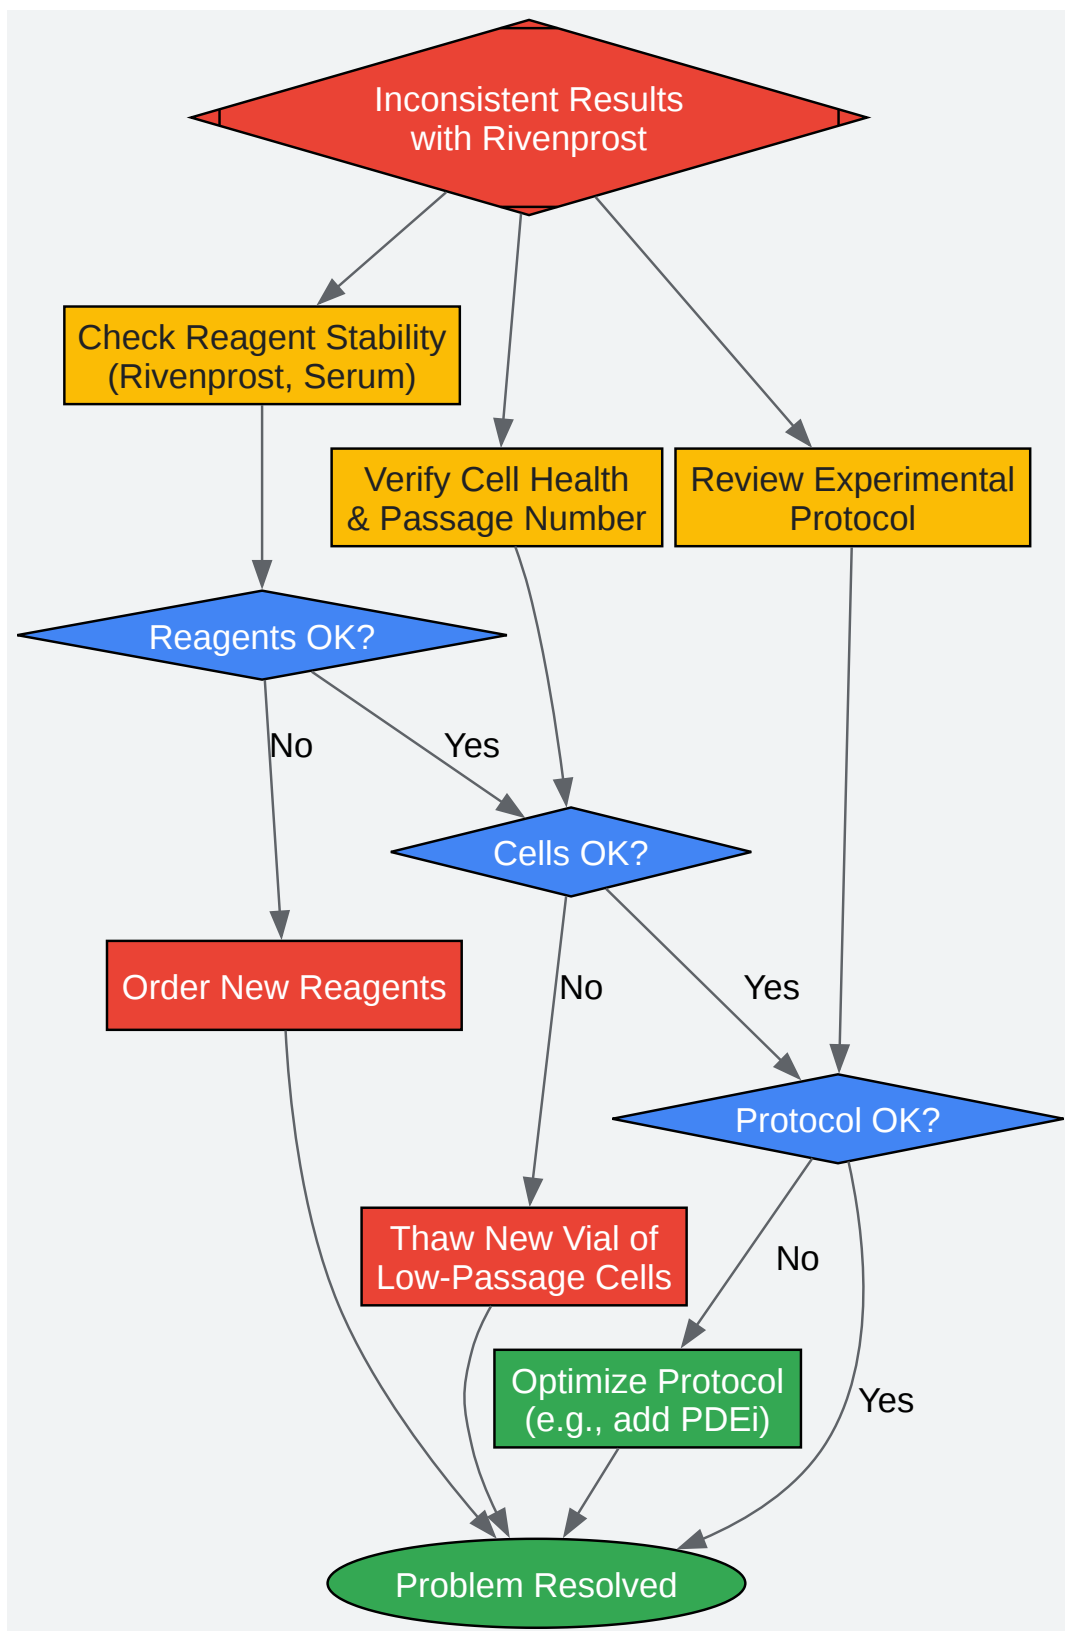 Inconsistent Results
with Rivenprost
Check Reagent Stability
(Rivenprost, Serum)
Verify Cell Health
& Passage Number
Review Experimental
Protocol
Reagents OK?
No
Yes
Cells OK?
Order New Reagents
No
Yes
Protocol OK?
Thaw New Vial of
Low-Passage Cells
No
Optimize Protocol
(e.g., add PDEi)
Yes
Problem Resolved